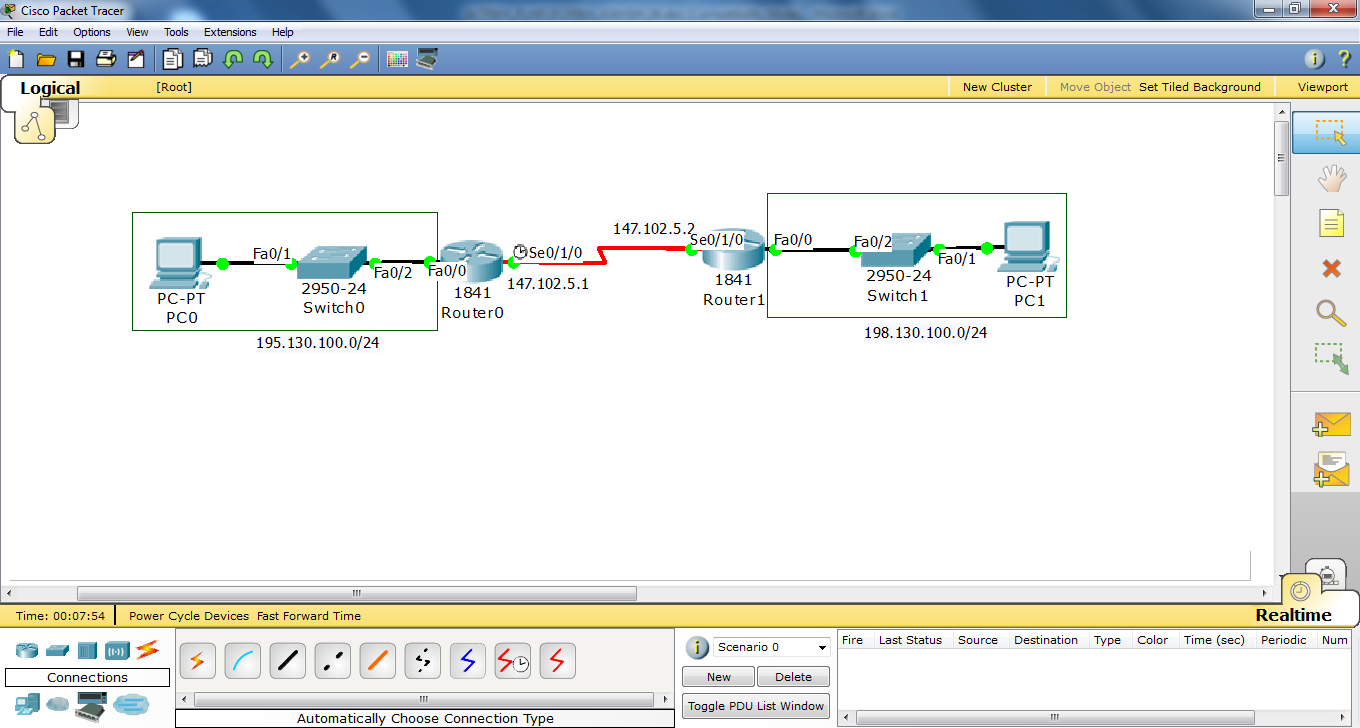 Cisco Packet Tracer
File Edit Options View Tools Extensions Help
Logical [Root] New Cluster Move Object Set Tiled Background Viewport
147.102.5.2
Fa0/1 Fa0/2 Fa0/0 Se0/1/0 Se0/1/0 Fa0/0 Fa0/2 Fa0/1
PC-PT
PC0
2950-24
Switch0
1841
Router0
147.102.5.1
1841
Router1
2950-24
Switch1
PC-PT
PC1
195.130.100.0/24
198.130.100.0/24
Time: 00:07:54 Power Cycle Devices Fast Forward Time
Realtime
Connections
Automatically Choose Connection Type
Scenario 0
New Delete
Toggle PDU List Window
Fire Last Status Source Destination Type Color Time (sec) Periodic Num